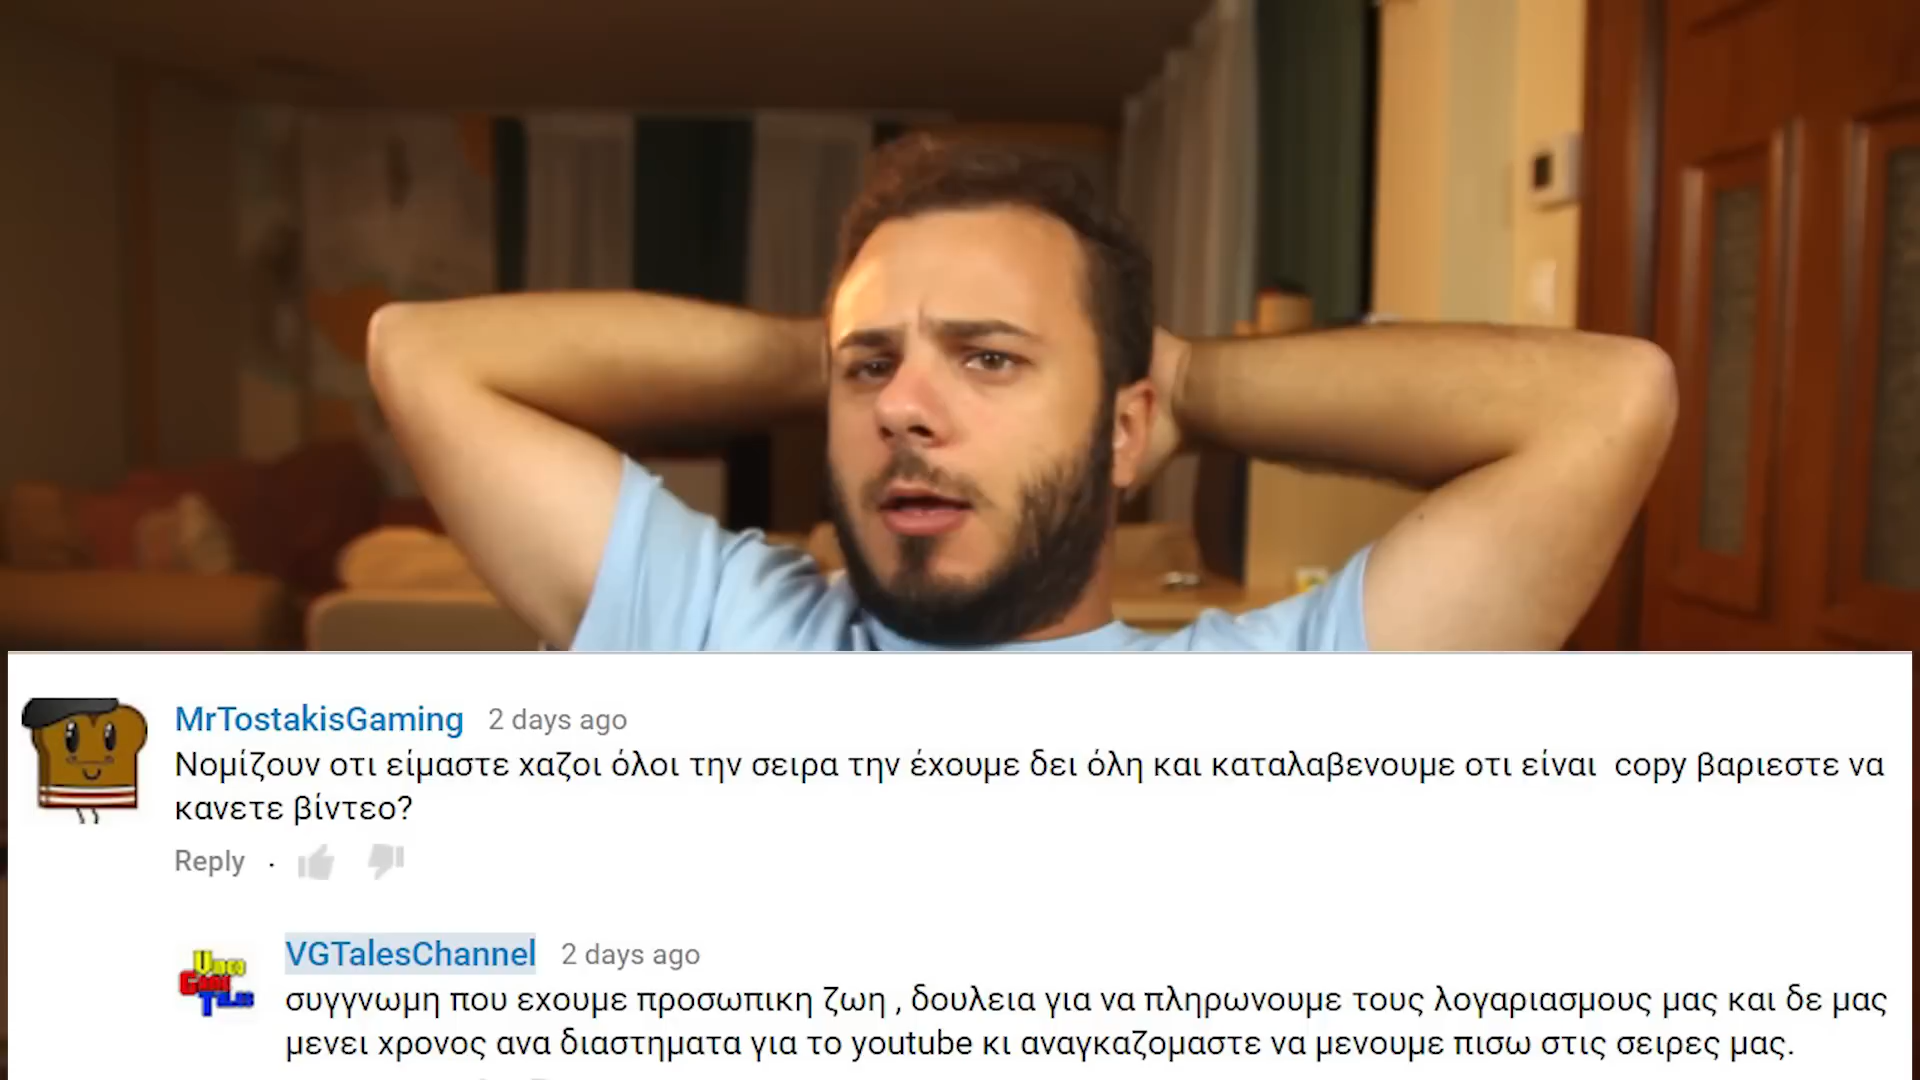 MrTostakisGaming 2 days ago
Νομίζουν οτι είμαστε χαζοι όλοι την σειρα την έχουμε δει όλη και καταλαβενουμε οτι είναι copy βαριεστε να
κανετε βίντεο?
Reply ·
VGTalesChannel 2 days ago
Video
Game
Tales
συγγνωμη που εχουμε προσωπικη ζωη , δουλεια για να πληρωνουμε τους λογαριασμους μας και δε μας
μενει χρονος ανα διαστηματα για το youtube κι αναγκαζομαστε να μενουμε πισω στις σειρες μας.